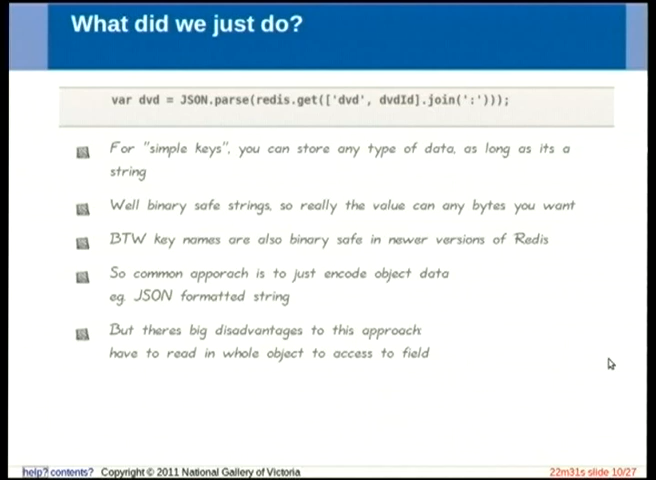 What did we just do?
var dvd = JSON.parse(redis.get(['dvd', dvdId].join(':')));
For "simple keys", you can store any type of data, as long as its a
string
Well binary safe strings, so really the value can any bytes you want
BTW key names are also binary safe in newer versions of Redis
So common apporach is to just encode object data
eg. JSON formatted string
But theres big disadvantages to this approach:
have to read in whole object to access to field
help? contents? Copyright © 2011 National Gallery of Victoria
22m31s slide 10/27